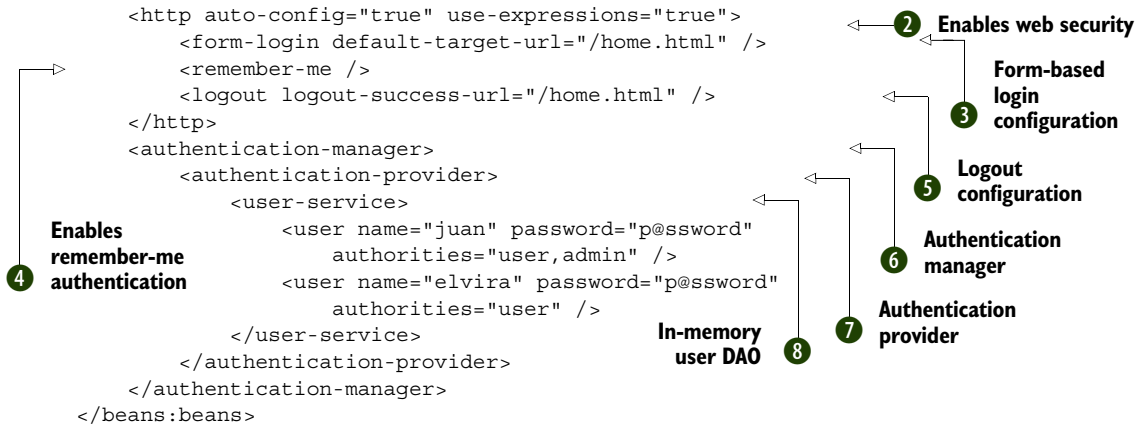 <http auto-config="true" use-expressions="true">
<form-login default-target-url="/home.html" />
<remember-me />
<logout logout-success-url="/home.html" />
</http>
<authentication-manager>
<authentication-provider>
<user-service>
<user name="juan" password="p@ssword"
authorities="user,admin" />
<user name="elvira" password="p@ssword"
authorities="user" />
</user-service>
</authentication-provider>
</authentication-manager>
</beans:beans>
2 Enables web security
3 Form-based
login
configuration
4 Enables
remember-me
authentication
5 Logout
configuration
6 Authentication
manager
7 Authentication
provider
8 In-memory
user DAO